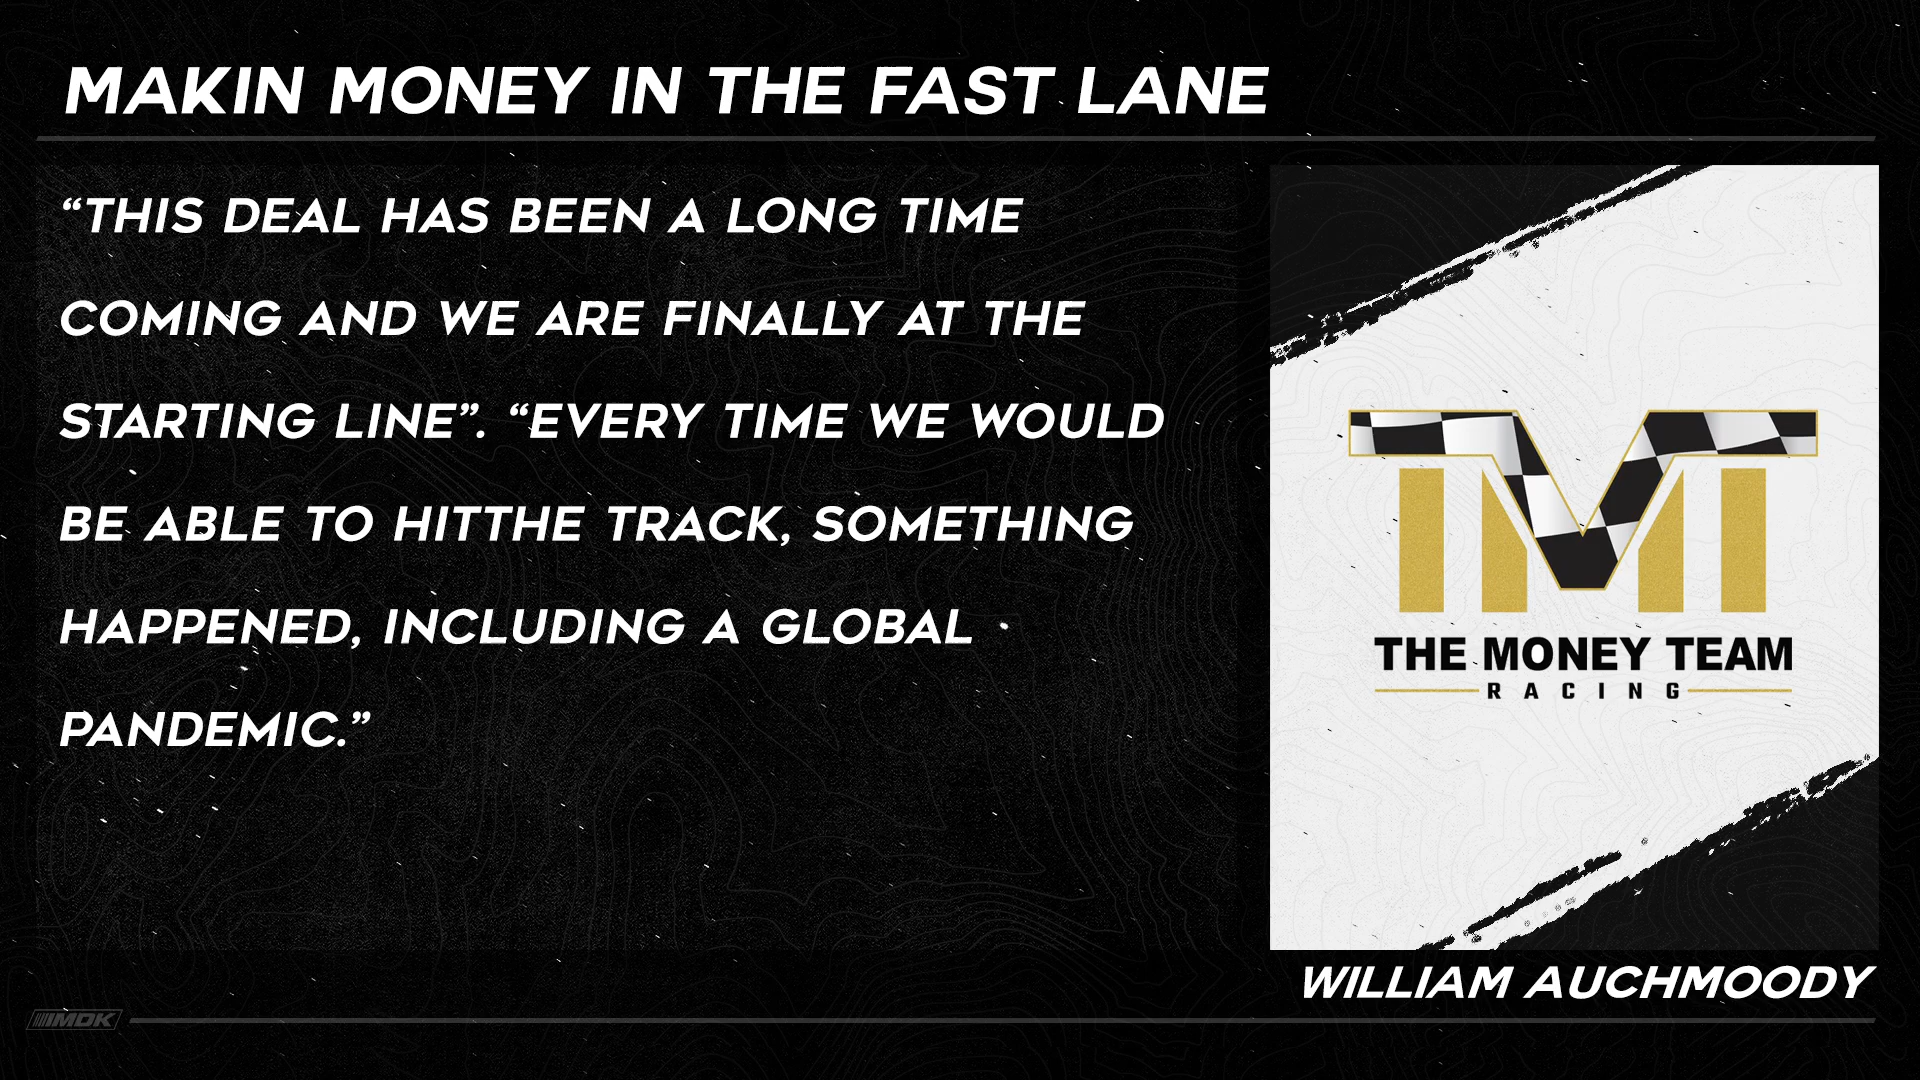 MAKIN MONEY IN THE FAST LANE
“THIS DEAL HAS BEEN A LONG TIME
COMING AND WE ARE FINALLY AT THE
STARTING LINE”. “EVERY TIME WE WOULD
BE ABLE TO HITTHE TRACK, SOMETHING
HAPPENED, INCLUDING A GLOBAL
PANDEMIC.”
TMT
THE MONEY TEAM
RACING
WILLIAM AUCHMOODY
MDK